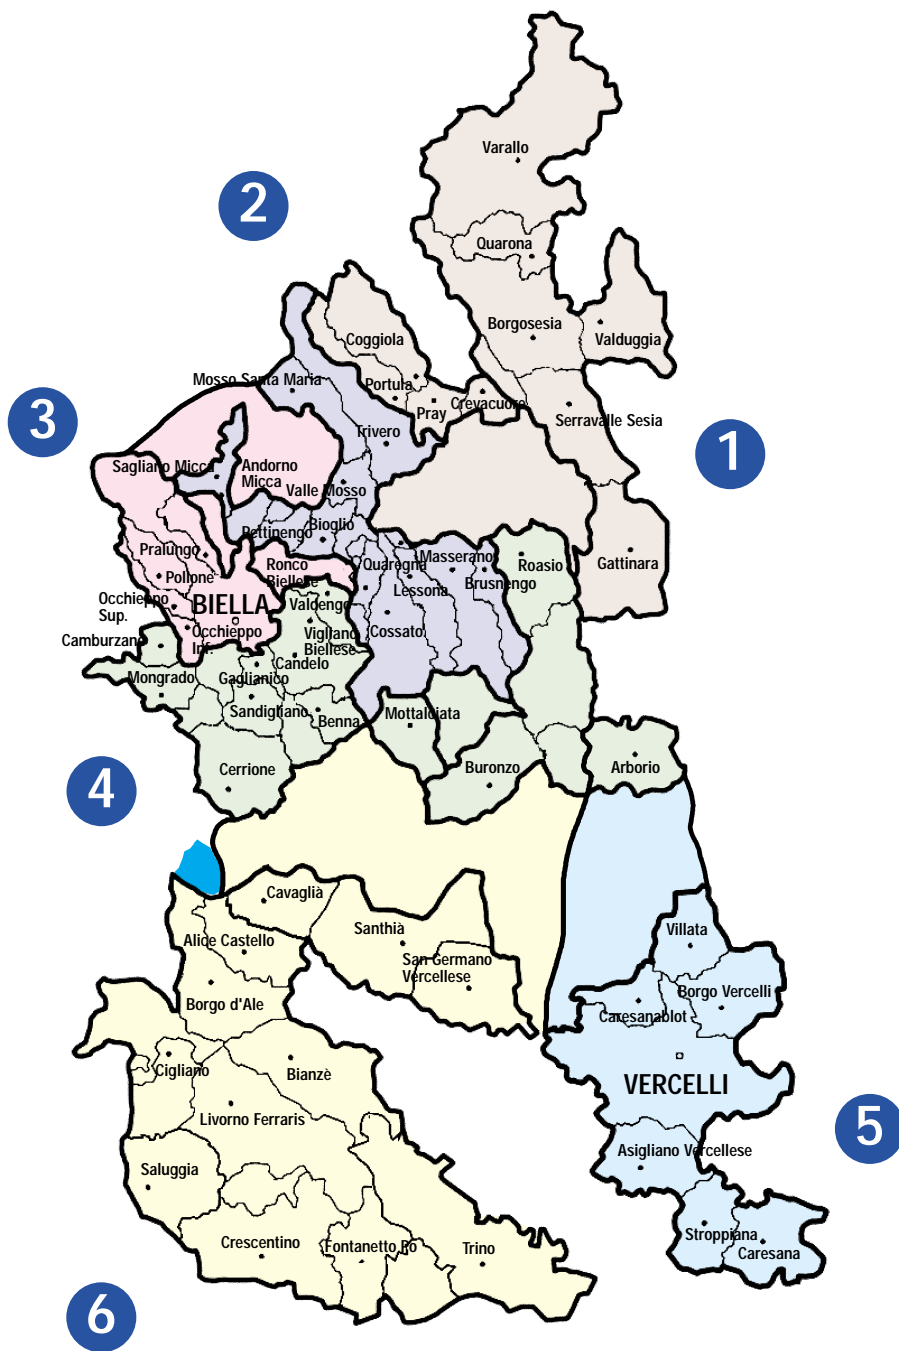 Varallo
2
Quarona
Borgosesia
Valduggia
Coggiola
Mosso Santa Maria
Portula
Pray
Crevacuore
3
Serravalle Sesia
Trivero
1
Sagliano Micca
Andorno
Micca
Valle Mosso
Pettinengo
Bioglio
Pralungo
Quaregna
Masserano
Roasio
Gattinara
Pollone
Ronco
Biellese
Lessona
Brusnengo
Occhieppo
Sup.
BIELLA
Valdengo
Camburzano
Occhieppo
Inf.
Vigliano
Biellese
Cossato
Mongrado
Gaglianico
Candelo
Sandigliano
Benna
Mottalciata
Cerrione
Buronzo
Arborio
4
Cavaglià
Santhià
Villata
Alice Castello
San Germano
Vercellese
Borgo d'Ale
Borgo Vercelli
Caresanablot
Cigliano
Bianzè
VERCELLI
Livorno Ferraris
5
Saluggia
Asigliano Vercellese
Crescentino
Fontanetto Po
Trino
Stroppiana
Caresana
6